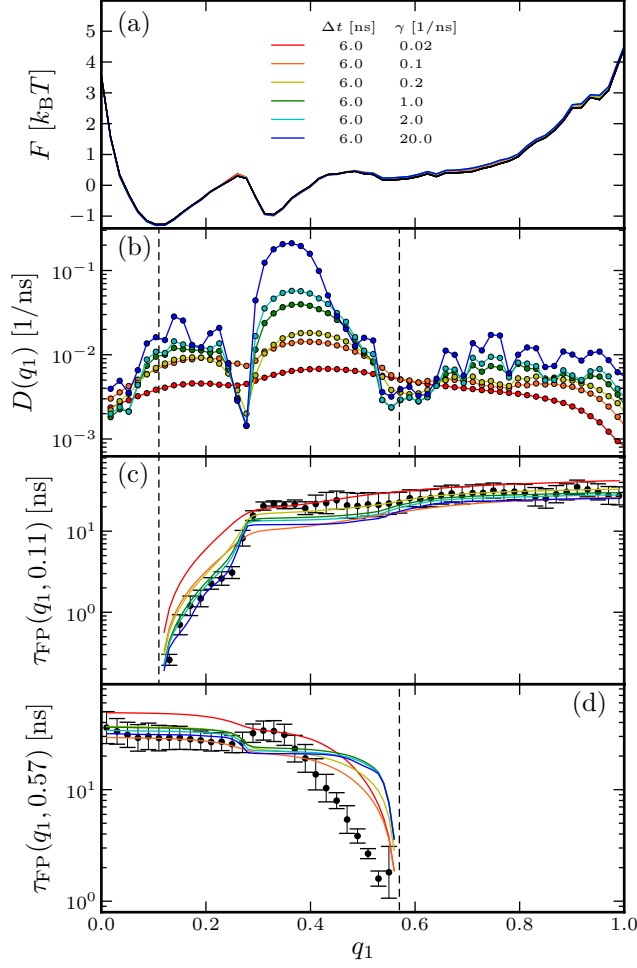 (a)
Δt [ns] γ [1/ns]
6.0 0.02
6.0 0.1
6.0 0.2
6.0 1.0
6.0 2.0
6.0 20.0
F [k_B T]
5
4
3
2
1
0
−1
(b)
D(q₁) [1/ns]
10⁻¹
10⁻²
10⁻³
(c)
τ_FP(q₁, 0.11) [ns]
10¹
10⁰
(d)
τ_FP(q₁, 0.57) [ns]
10¹
10⁰
0.0 0.2 0.4 0.6 0.8 1.0
q₁